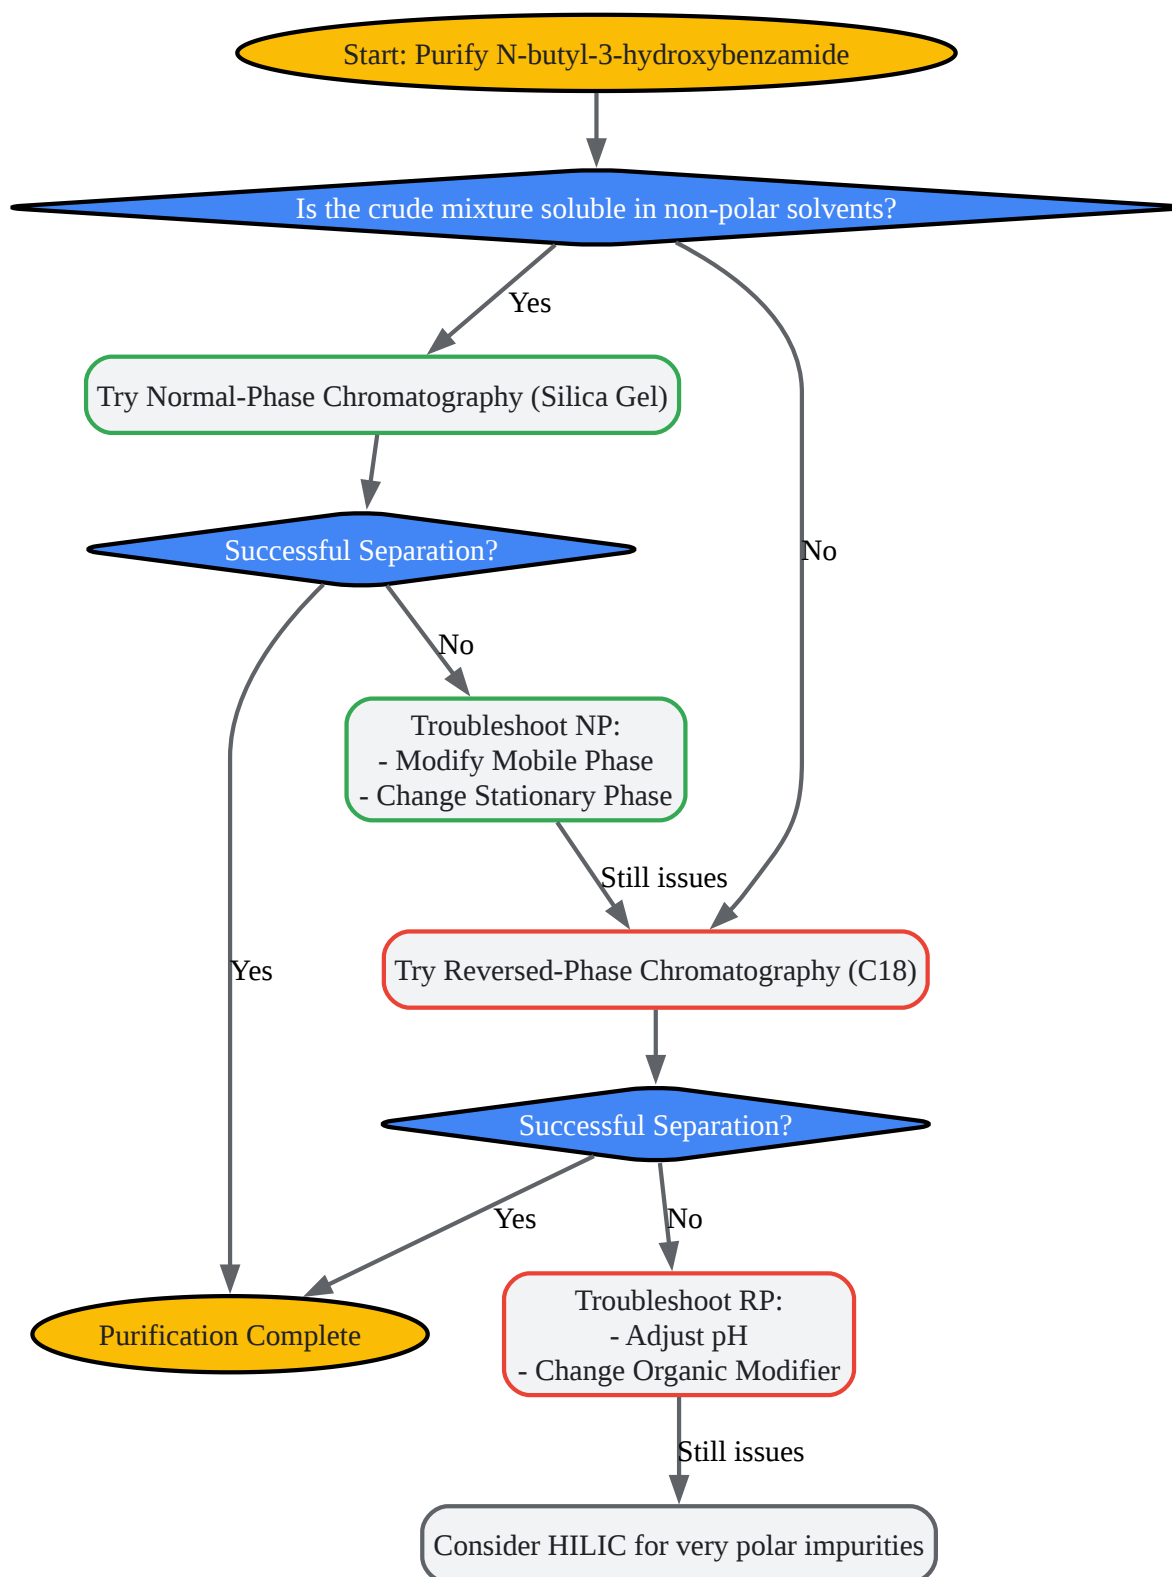 Start: Purify N-butyl-3-hydroxybenzamide
Is the crude mixture soluble in non-polar solvents?
Yes
Try Normal-Phase Chromatography (Silica Gel)
Successful Separation?
No
No
Troubleshoot NP:
- Modify Mobile Phase
- Change Stationary Phase
Still issues
Try Reversed-Phase Chromatography (C18)
Yes
Successful Separation?
Yes
No
Troubleshoot RP:
- Adjust pH
- Change Organic Modifier
Purification Complete
Still issues
Consider HILIC for very polar impurities